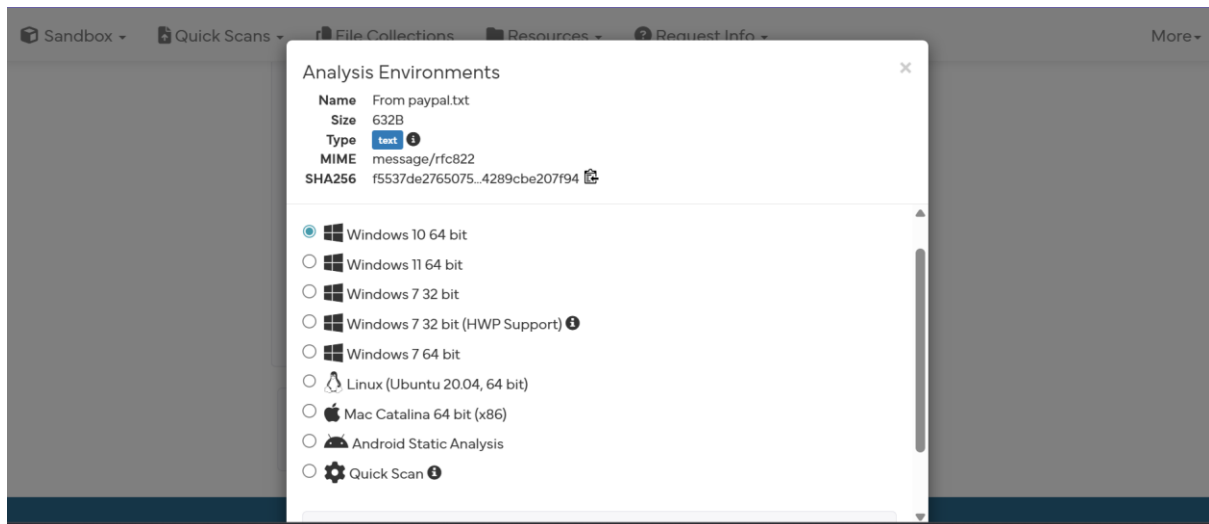 Sandbox Quick Scans File Collections Resources Request Info More
Analysis Environments ×
Name From paypal.txt
Size 632B
Type text
MIME message/rfc822
SHA256 f5537de2765075...4289cbe207f94
Windows 10 64 bit
Windows 11 64 bit
Windows 7 32 bit
Windows 7 32 bit (HWP Support)
Windows 7 64 bit
Linux (Ubuntu 20.04, 64 bit)
Mac Catalina 64 bit (x86)
Android Static Analysis
Quick Scan